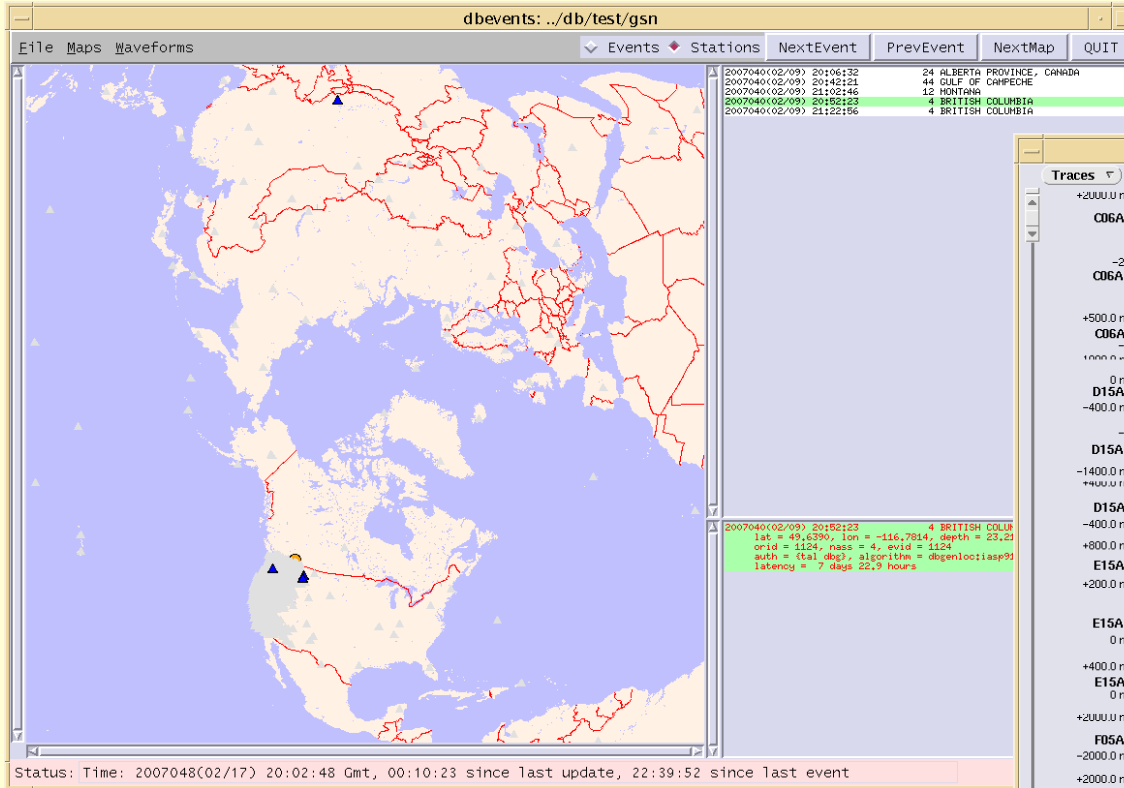 dbevents: ../db/test/gsn
File Maps Waveforms Events Stations NextEvent PrevEvent NextMap QUIT
2007040(02/09) 20:06:32 24 ALBERTA PROVINCE, CANADA
2007040(02/09) 20:42:21 44 GULF OF CAMPECHE
2007040(02/09) 21:02:46 12 MONTANA
2007040(02/09) 20:52:23 4 BRITISH COLUMBIA
2007040(02/09) 21:22:56 4 BRITISH COLUMBIA
2007040(02/09) 20:52:23 4 BRITISH COLUM
lat = 49.6390, lon = -116.7814, depth = 23.21
orid = 1124, nass = 4, evid = 1124
auth = {tal dbg}, algorithm = dbgenloc:iasp91
latency = 7 days 22.9 hours
Traces
+2000.0 n
C06A
-2
C06A
+500.0 n
C06A
0 n
D15A
-400.0 n
D15A
-1400.0 n
+400.0 n
D15A
-400.0 n
+800.0 n
E15A
+200.0 n
E15A
0 n
+400.0 n
E15A
0 n
+2000.0 n
F05A
-2000.0 n
+2000.0 n
Status: Time: 2007048(02/17) 20:02:48 Gmt, 00:10:23 since last update, 22:39:52 since last event